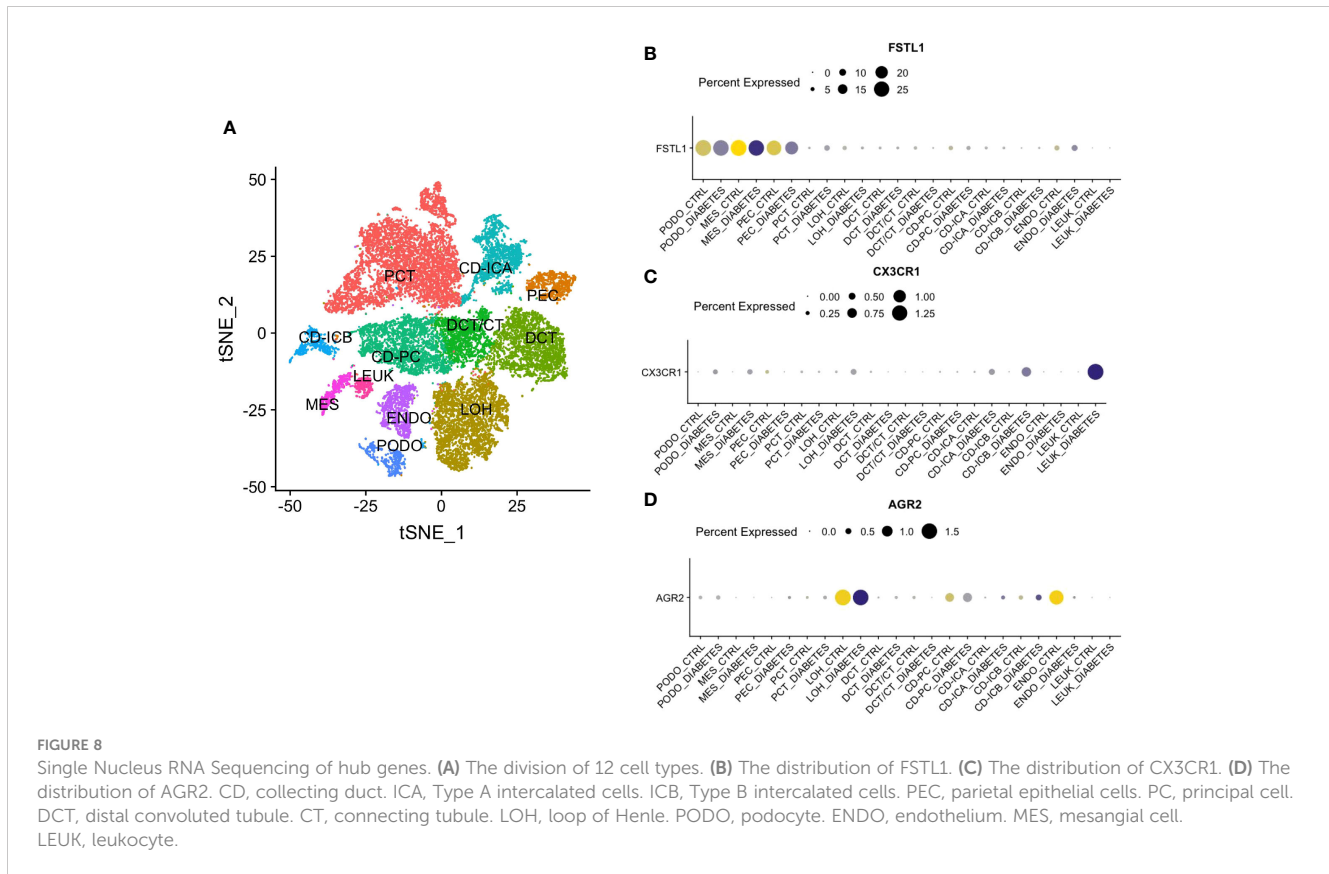 A
50
25
0
-25
-50
-50
-25
0
25
tSNE_1
tSNE_2
PCT
CD-ICA
PEC
CD-ICB
CD-PC
DCT/CT
DCT
LEUK
MES
ENDO
LOH
PODO
B
FSTL1
Percent Expressed
0 10 20
5 15 25
FSTL1
PODO_CTRL
PODO_DIABETES
MES_CTRL
MES_DIABETES
PEC_CTRL
PEC_DIABETES
PCT_CTRL
PCT_DIABETES
LOH_CTRL
LOH_DIABETES
DCT_CTRL
DCT_DIABETES
DCT/CT_CTRL
DCT/CT_DIABETES
CD-PC_CTRL
CD-PC_DIABETES
CD-ICA_CTRL
CD-ICA_DIABETES
CD-ICB_CTRL
CD-ICB_DIABETES
ENDO_CTRL
ENDO_DIABETES
LEUK_CTRL
LEUK_DIABETES
C
CX3CR1
Percent Expressed
0.00 0.50 1.00
0.25 0.75 1.25
CX3CR1
PODO_CTRL
PODO_DIABETES
MES_CTRL
MES_DIABETES
PEC_CTRL
PEC_DIABETES
PCT_CTRL
PCT_DIABETES
LOH_CTRL
LOH_DIABETES
DCT_CTRL
DCT_DIABETES
DCT/CT_CTRL
DCT/CT_DIABETES
CD-PC_CTRL
CD-PC_DIABETES
CD-ICA_CTRL
CD-ICA_DIABETES
CD-ICB_CTRL
CD-ICB_DIABETES
ENDO_CTRL
ENDO_DIABETES
LEUK_CTRL
LEUK_DIABETES
D
AGR2
Percent Expressed 0.0 0.5 1.0 1.5
AGR2
PODO_CTRL
PODO_DIABETES
MES_CTRL
MES_DIABETES
PEC_CTRL
PEC_DIABETES
PCT_CTRL
PCT_DIABETES
LOH_CTRL
LOH_DIABETES
DCT_CTRL
DCT_DIABETES
DCT/CT_CTRL
DCT/CT_DIABETES
CD-PC_CTRL
CD-PC_DIABETES
CD-ICA_CTRL
CD-ICA_DIABETES
CD-ICB_CTRL
CD-ICB_DIABETES
ENDO_CTRL
ENDO_DIABETES
LEUK_CTRL
LEUK_DIABETES
FIGURE 8
Single Nucleus RNA Sequencing of hub genes. (A) The division of 12 cell types. (B) The distribution of FSTL1. (C) The distribution of CX3CR1. (D) The
distribution of AGR2. CD, collecting duct. ICA, Type A intercalated cells. ICB, Type B intercalated cells. PEC, parietal epithelial cells. PC, principal cell.
DCT, distal convoluted tubule. CT, connecting tubule. LOH, loop of Henle. PODO, podocyte. ENDO, endothelium. MES, mesangial cell.
LEUK, leukocyte.